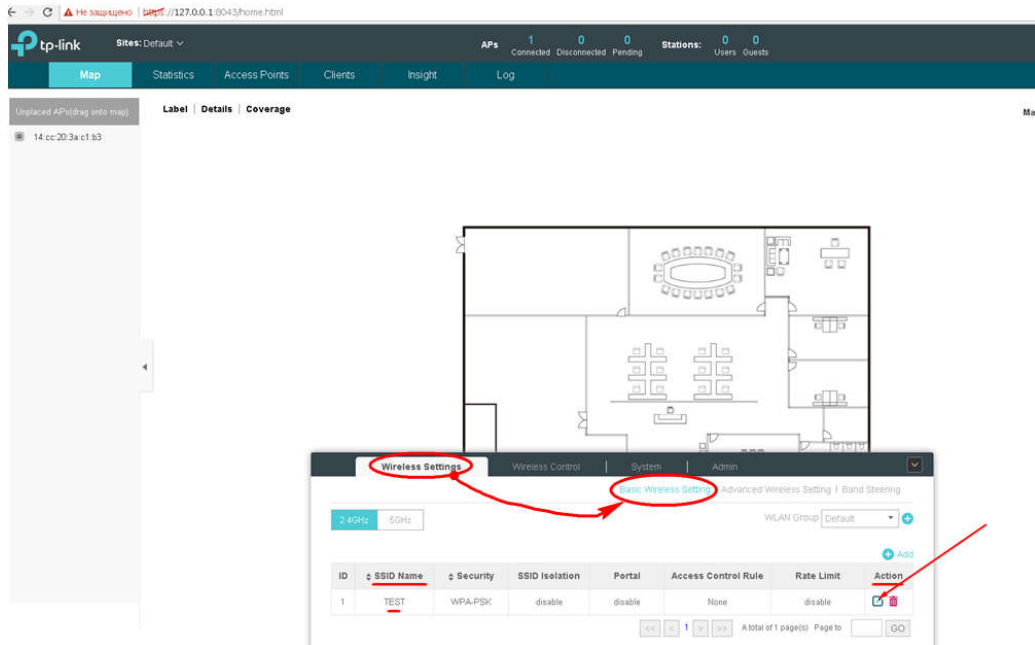 Не защищено | https://127.0.0.1:8043/home.html
tp-link Sites: Default APs 1 Connected 0 Disconnected 0 Pending Stations: 0 Users 0 Guests
Map Statistics Access Points Clients Insight Log
Unplaced APs(drag onto map) Label | Details | Coverage Ma
14:cc:20:3a:c1:b3
Wireless Settings Wireless Control | System | Admin
Basic Wireless Setting | Advanced Wireless Setting | Band Steering
2.4GHz 5GHz WLAN Group Default
Add
ID SSID Name Security SSID Isolation Portal Access Control Rule Rate Limit Action
1 TEST WPA-PSK disable disable None disable
<< < 1 > >> A total of 1 page(s) Page to GO